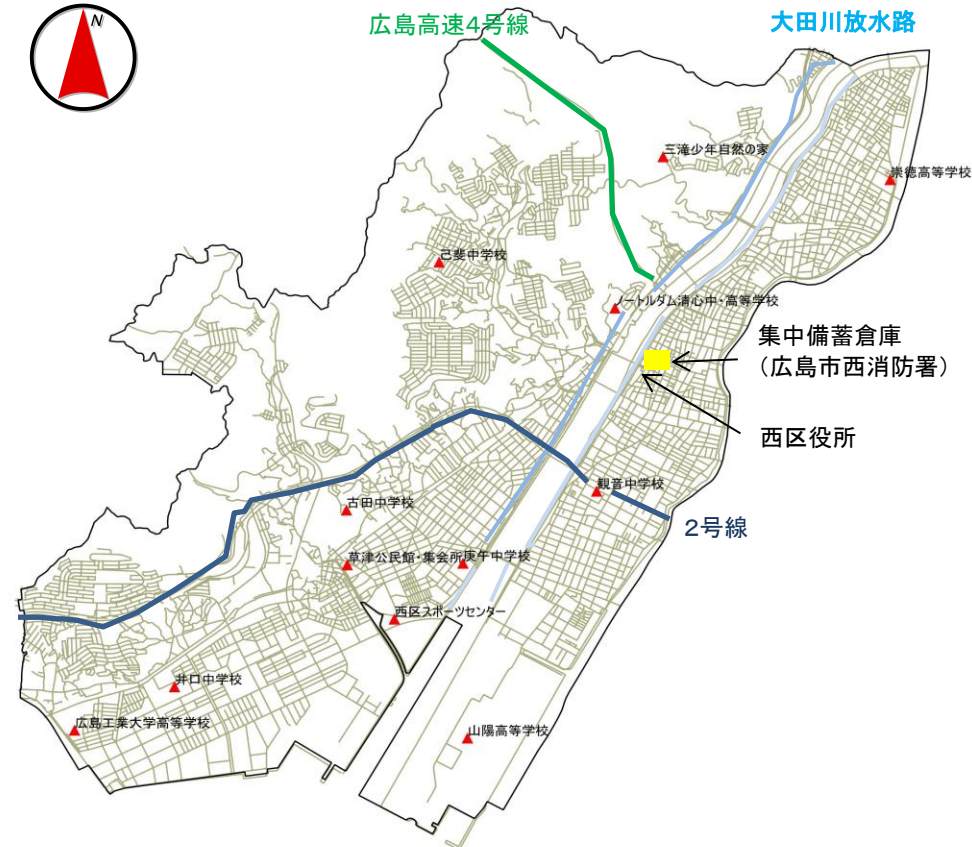 N
広島高速4号線
大田川放水路
三滝少年自然の家
崇徳高等学校
己斐中学校
ノートルダム清心中・高等学校
集中備蓄倉庫
(広島市西消防署)
西区役所
観音中学校
古田中学校
2号線
草津公民館・集会所
庚午中学校
西区スポーツセンター
井口中学校
広島工業大学高等学校
山陽高等学校